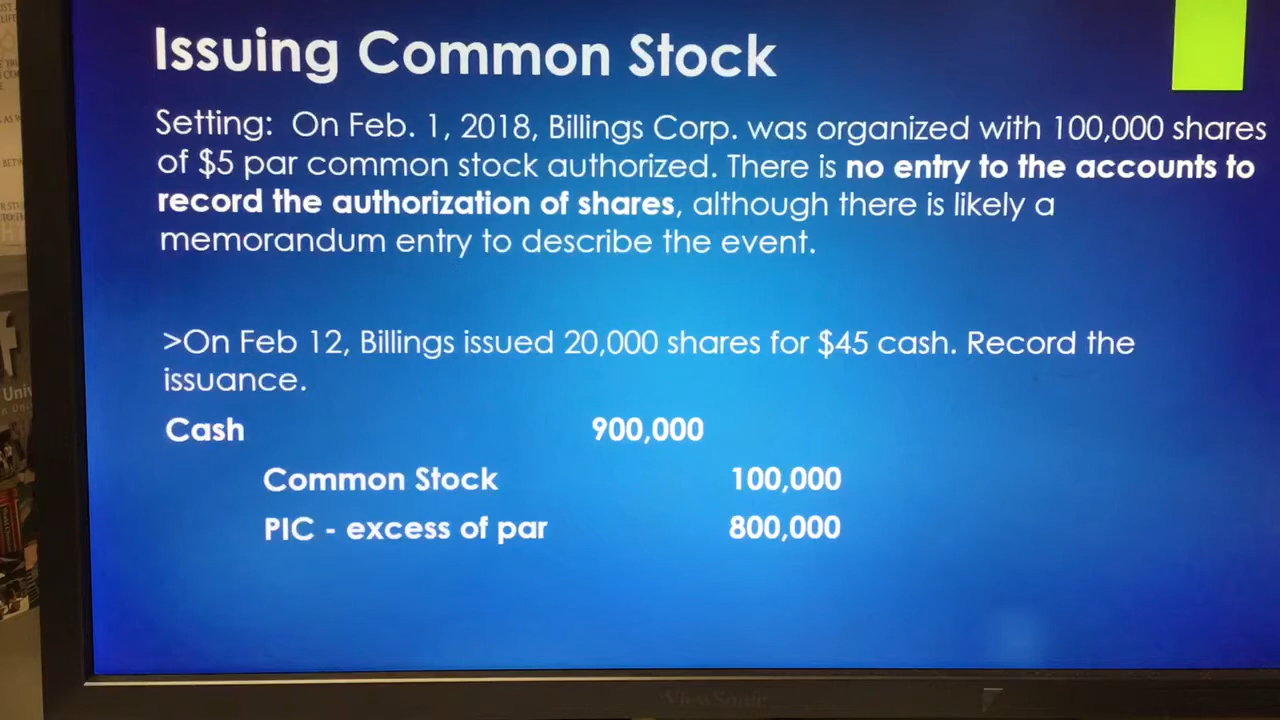 Issuing Common Stock
Setting: On Feb. 1, 2018, Billings Corp. was organized with 100,000 shares
of $5 par common stock authorized. There is no entry to the accounts to
record the authorization of shares, although there is likely a
memorandum entry to describe the event.
>On Feb 12, Billings issued 20,000 shares for $45 cash. Record the
issuance.
Cash 900,000
Common Stock 100,000
PIC - excess of par 800,000
ViewSonic